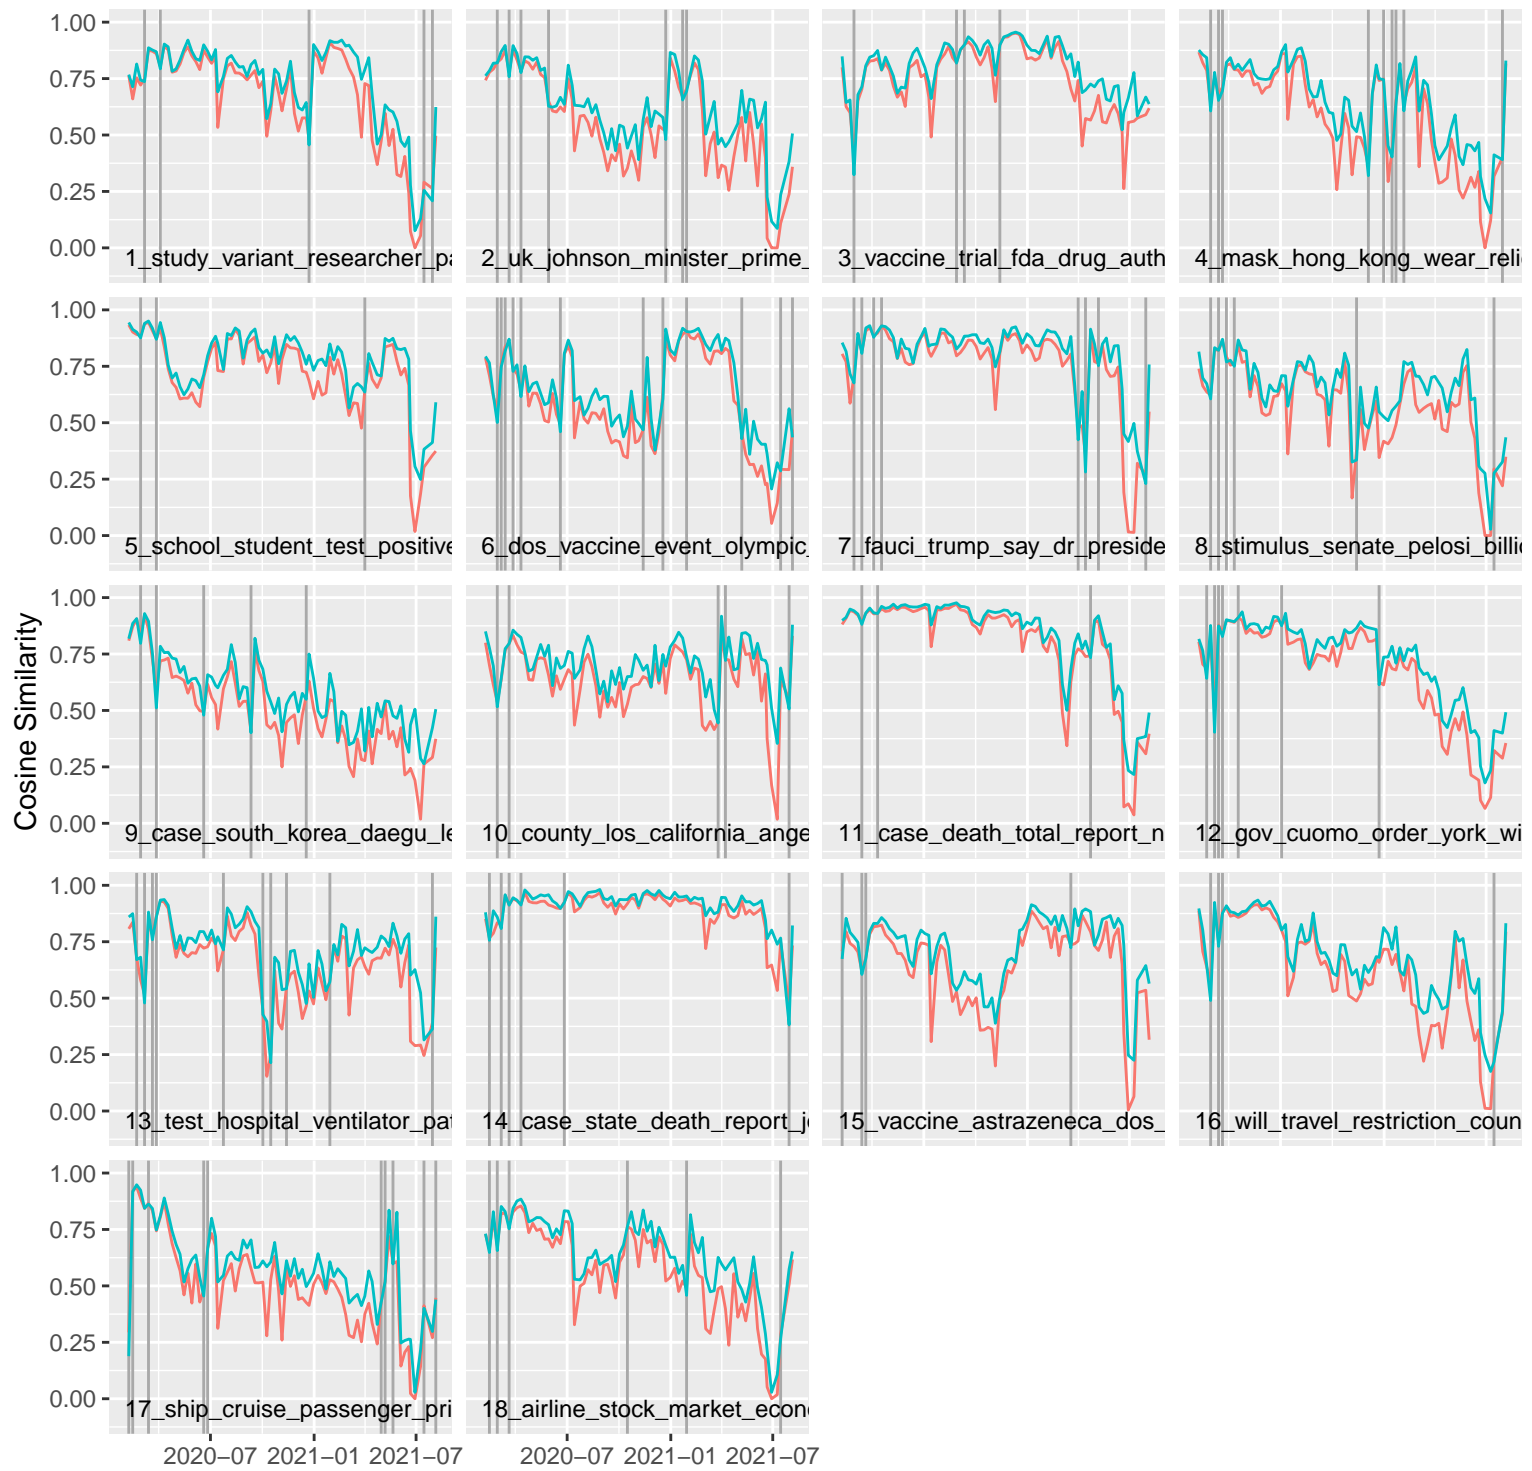 1.00
0.75
0.50
0.25
0.00
1_study_variant_researcher_pa
2_uk_johnson_minister_prime_
3_vaccine_trial_fda_drug_auth
4_mask_hong_kong_wear_reli
1.00
0.75
0.50
0.25
0.00
5_school_student_test_positive
6_dos_vaccine_event_olympic_
7_fauci_trump_say_dr_preside
8_stimulus_senate_pelosi_billi
Cosine Similarity
1.00
0.75
0.50
0.25
0.00
9_case_south_korea_daegu_le
10_county_los_california_ange
11_case_death_total_report_n
12_gov_cuomo_order_york_wi
1.00
0.75
0.50
0.25
0.00
13_test_hospital_ventilator_pat
14_case_state_death_report_j
15_vaccine_astrazeneca_dos_
16_will_travel_restriction_coun
1.00
0.75
0.50
0.25
0.00
17_ship_cruise_passenger_pri
18_airline_stock_market_econ
2020−07 2021−01 2021−07
2020−07 2021−01 2021−07